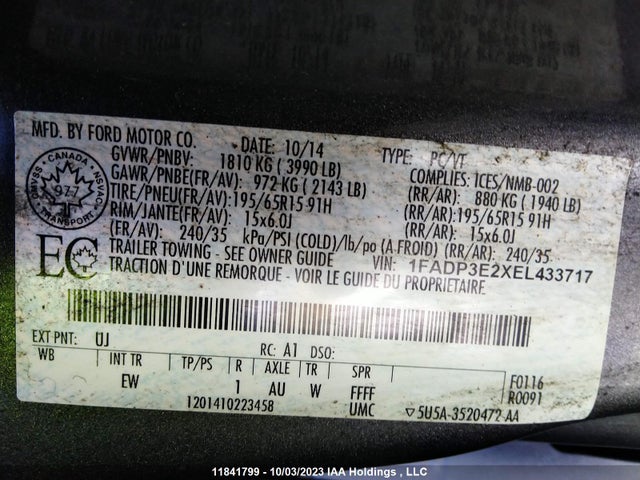 MFD. BY FORD MOTOR CO. DATE: 10/14 TYPE: PC/VP
GVWR/PNBV: 1810 KG ( 3990 LB) COMPLIES: ICES/NMB-002
GAWR/PNBE(FR/AV): 972 KG ( 2143 LB) (RR/AR): 880 KG ( 1940 LB)
TIRE/PNEU(FR/AV):195/65R15 91H (RR/AR):195/65R15 91H
RIM/JANTE(FR/AV): 15x6.0J (RR/AR): 15x6.0J
(FR/AV): 240/35 kPa/PSI (COLD)/lb/po (A FROID) (RR/AR): 240/35
TRAILER TOWING - SEE OWNER GUIDE VIN: 1FADP3E2XEL433717
TRACTION D'UNE REMORQUE - VOIR LE GUIDE DU PROPRIETAIRE
CANADA
977
TRANSPORT
EC
EXT PNT: UJ RC: A1 DSO:
WB INT TR TP/PS R AXLE TR SPR F0116
EW 1 AU W FFFF R0091
1201410223458 UMC 5U5A-3520472 AA
11841799 - 10/03/2023 IAA Holdings , LLC